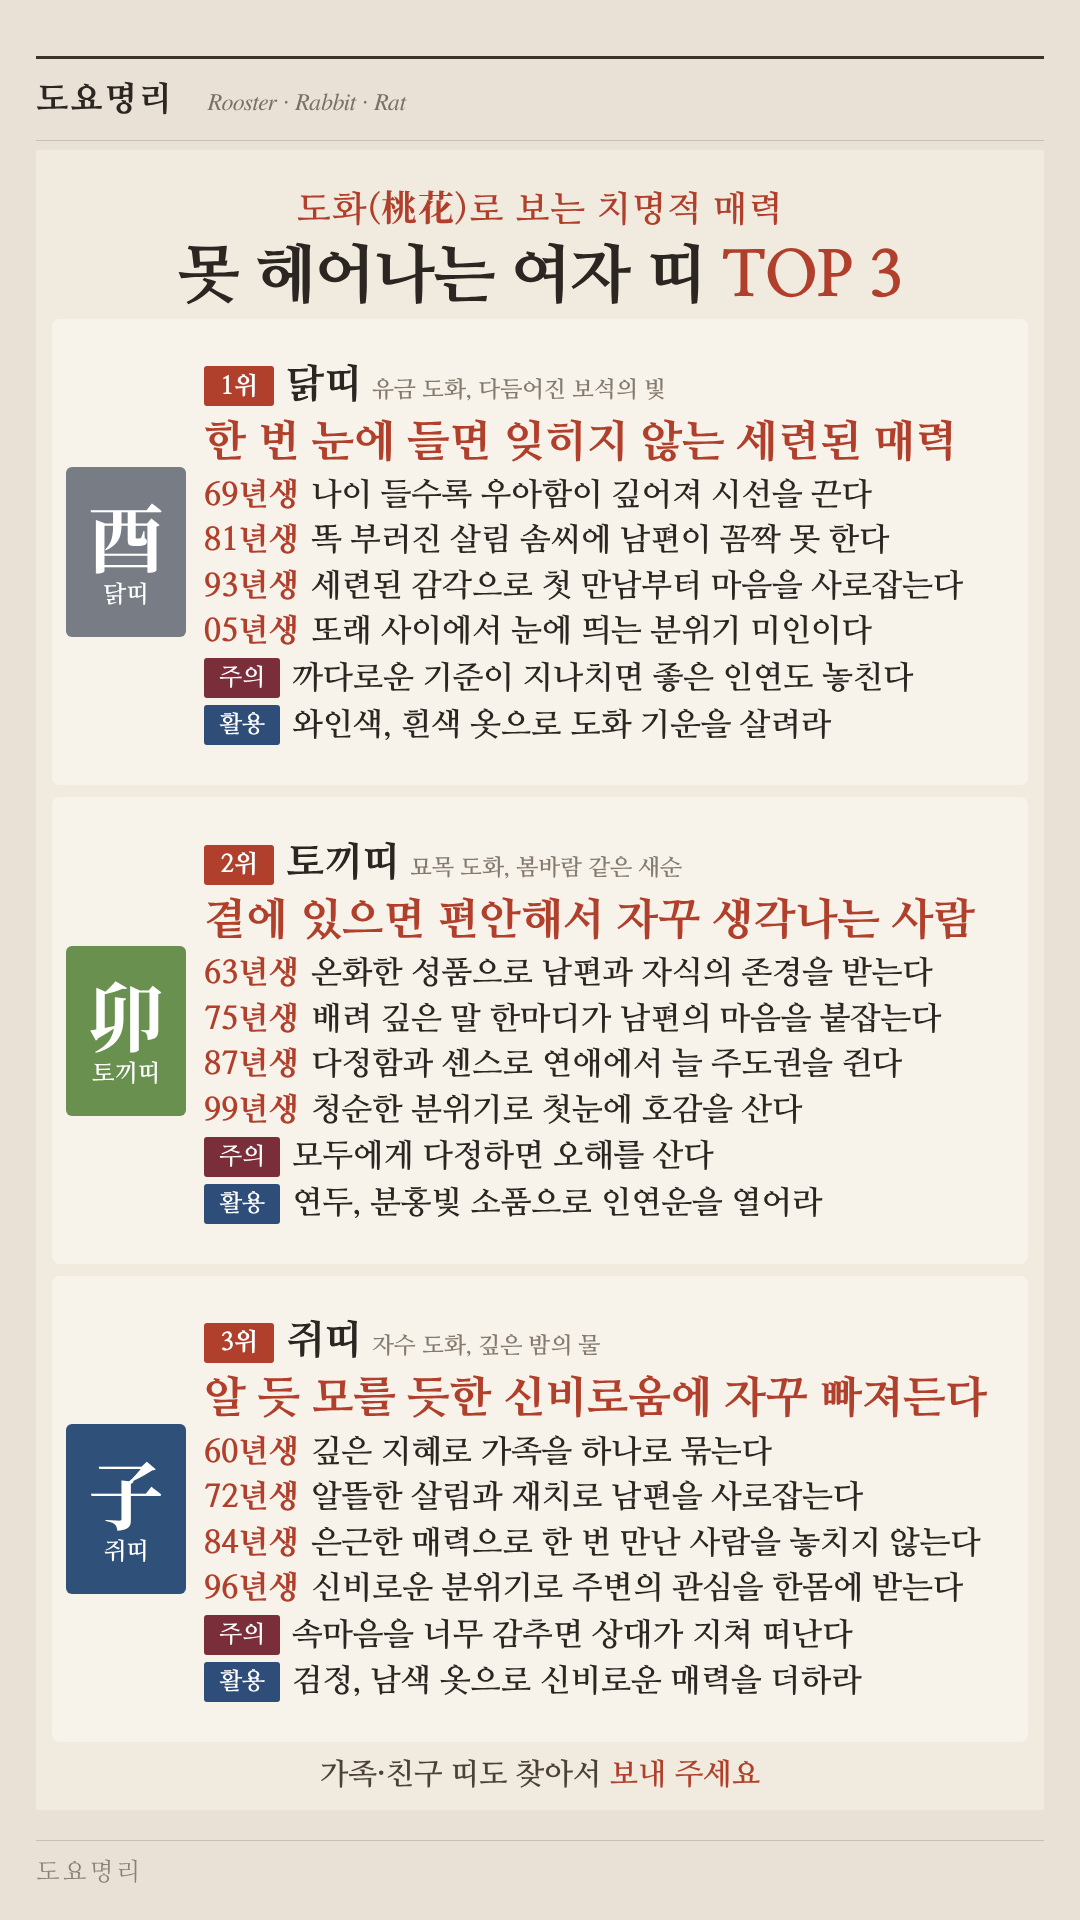 도요명리 Rooster · Rabbit · Rat
도화(桃花)로 보는 치명적 매력
못 헤어나는 여자 띠 TOP 3
酉
닭띠
1위 닭띠 유금 도화, 다듬어진 보석의 빛
한 번 눈에 들면 잊히지 않는 세련된 매력
69년생 나이 들수록 우아함이 깊어져 시선을 끈다
81년생 똑 부러진 살림 솜씨에 남편이 꼼짝 못 한다
93년생 세련된 감각으로 첫 만남부터 마음을 사로잡는다
05년생 또래 사이에서 눈에 띄는 분위기 미인이다
주의 까다로운 기준이 지나치면 좋은 인연도 놓친다
활용 와인색, 흰색 옷으로 도화 기운을 살려라
卯
토끼띠
2위 토끼띠 묘목 도화, 봄바람 같은 새순
곁에 있으면 편안해서 자꾸 생각나는 사람
63년생 온화한 성품으로 남편과 자식의 존경을 받는다
75년생 배려 깊은 말 한마디가 남편의 마음을 붙잡는다
87년생 다정함과 센스로 연애에서 늘 주도권을 쥔다
99년생 청순한 분위기로 첫눈에 호감을 산다
주의 모두에게 다정하면 오해를 산다
활용 연두, 분홍빛 소품으로 인연운을 열어라
子
쥐띠
3위 쥐띠 자수 도화, 깊은 밤의 물
알 듯 모를 듯한 신비로움에 자꾸 빠져든다
60년생 깊은 지혜로 가족을 하나로 묶는다
72년생 알뜰한 살림과 재치로 남편을 사로잡는다
84년생 은근한 매력으로 한 번 만난 사람을 놓치지 않는다
96년생 신비로운 분위기로 주변의 관심을 한몸에 받는다
주의 속마음을 너무 감추면 상대가 지쳐 떠난다
활용 검정, 남색 옷으로 신비로운 매력을 더하라
가족·친구 띠도 찾아서 보내 주세요
도요명리